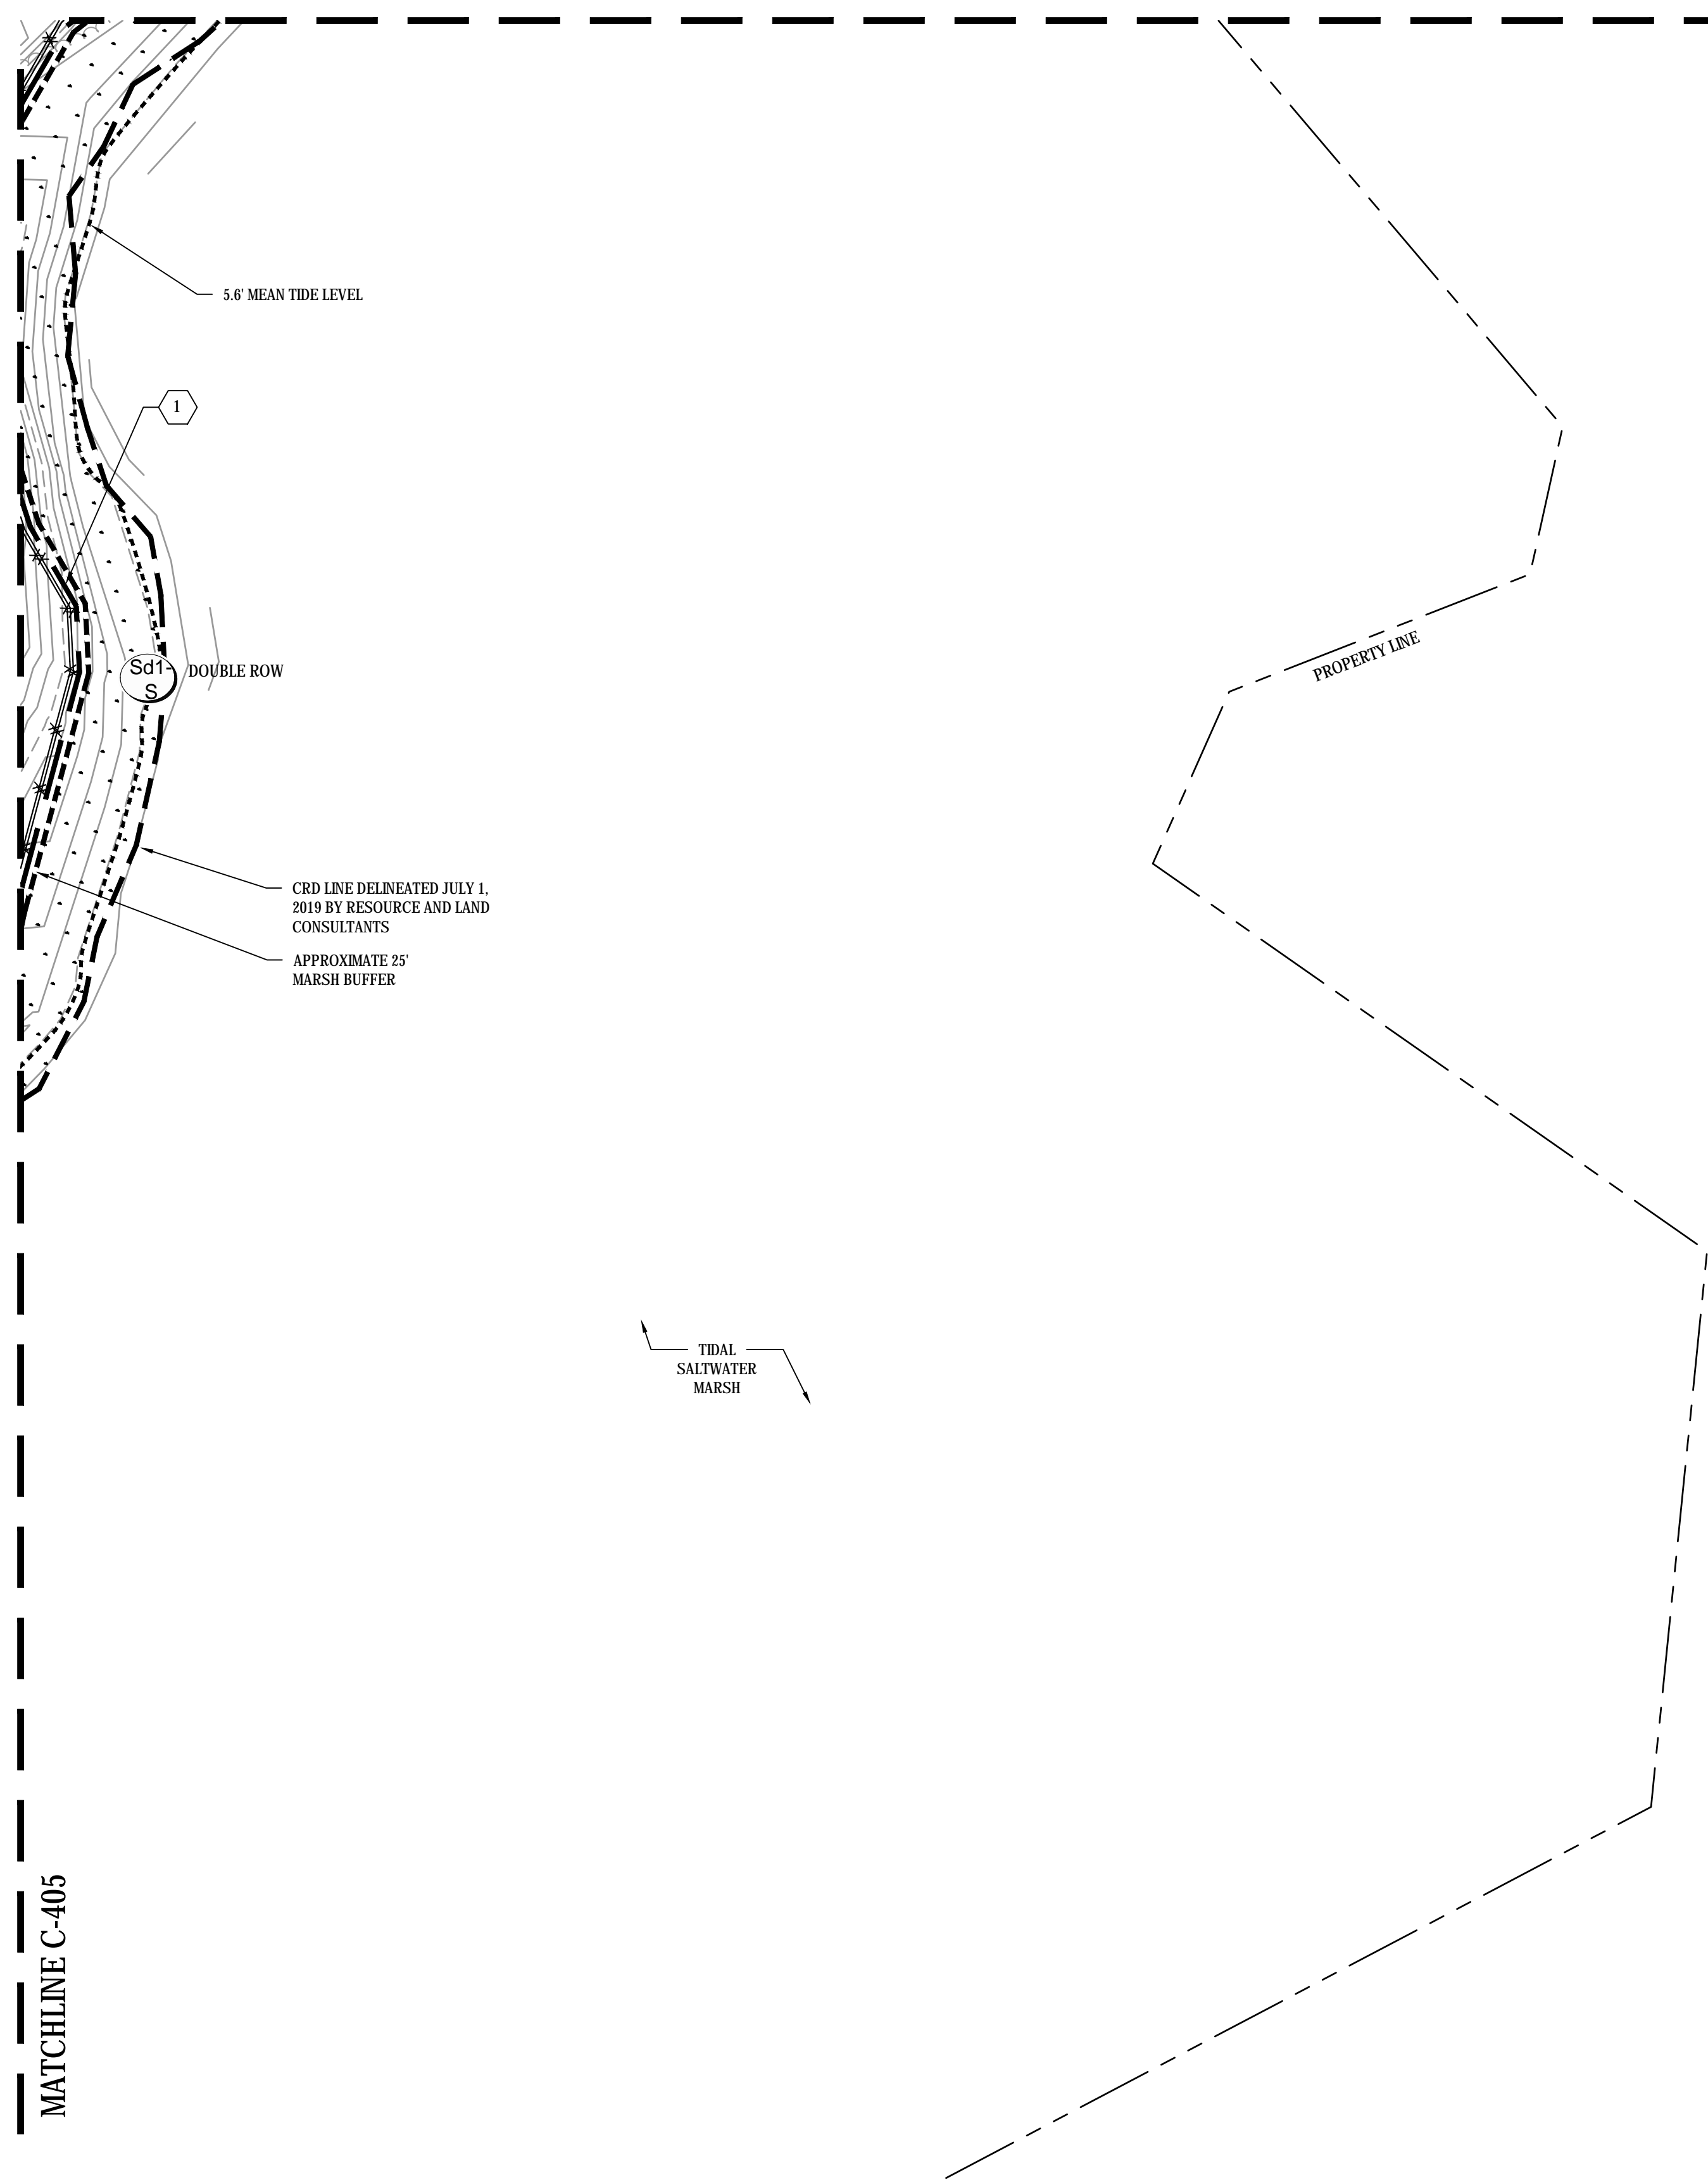 5.6' MEAN TIDE LEVEL
1
PROPERTY LINE
Sd1-
S
DOUBLE ROW
CRD LINE DELINEATED JULY 1,
2019 BY RESOURCE AND LAND
CONSULTANTS
APPROXIMATE 25'
MARSH BUFFER
TIDAL
SALTWATER
MARSH
MATCHLINE C-405